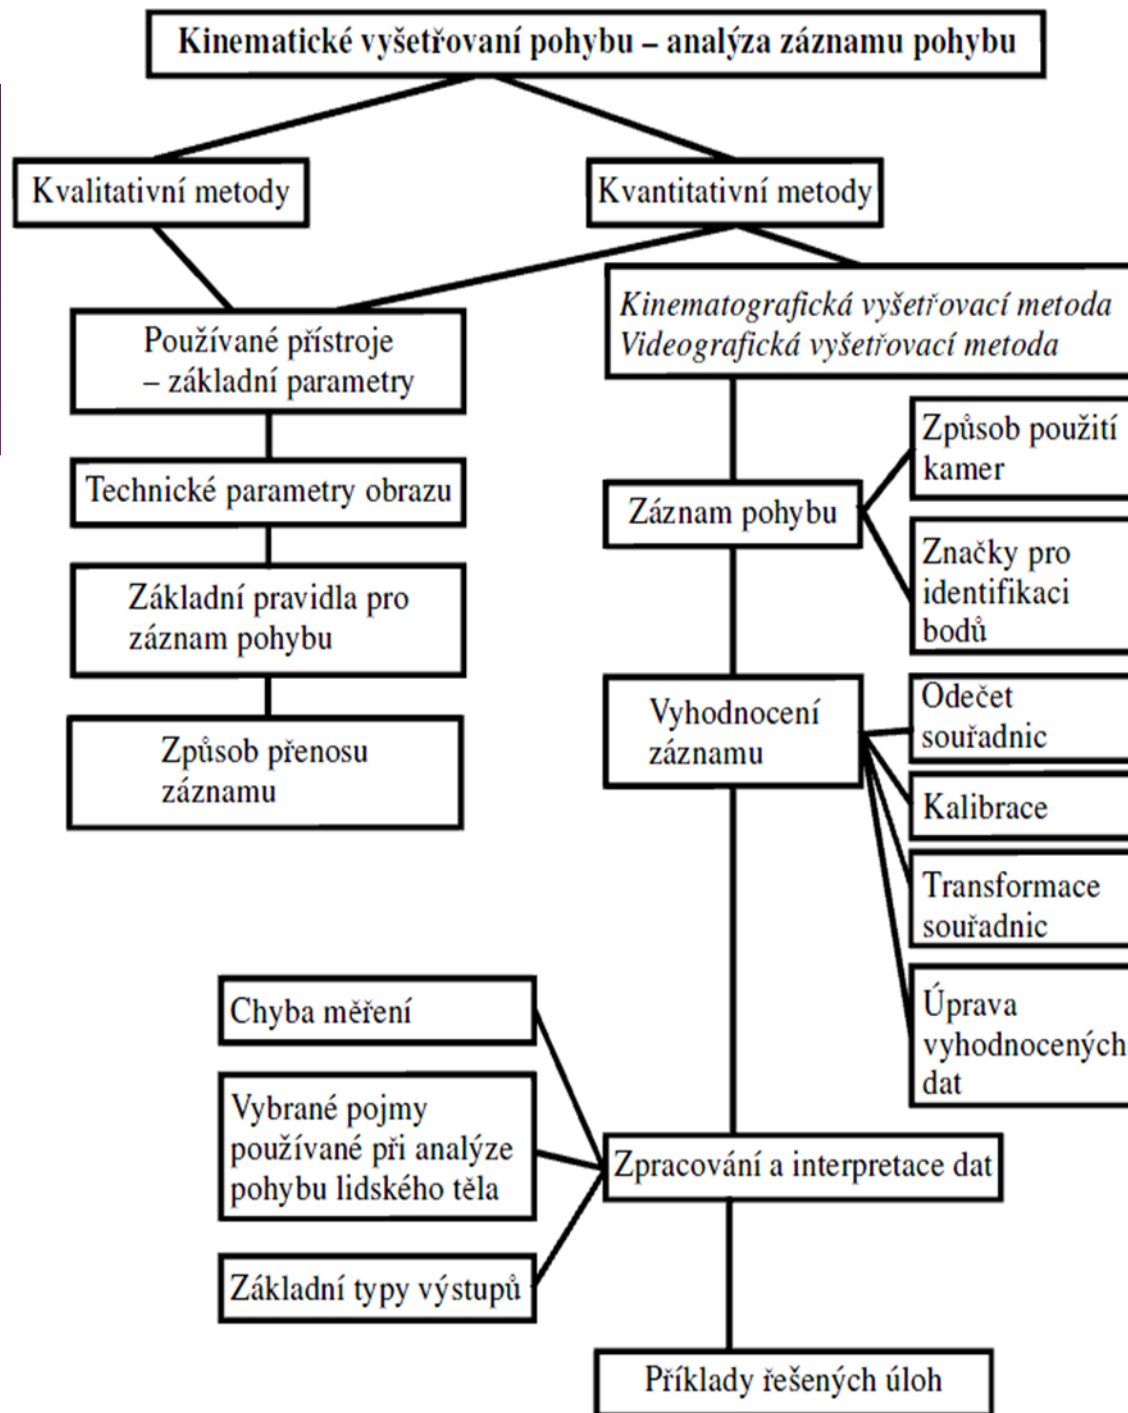 Kinematické vyšetřovaní pohybu – analýza záznamu pohybu
Kvalitativní metody
Kvantitativní metody
Používané přístroje
– základní parametry
Kinematografická vyšetřovací metoda
Videografická vyšetřovací metoda
Technické parametry obrazu
Způsob použití
kamer
Záznam pohybu
Značky pro
identifikaci
bodů
Základní pravidla pro
záznam pohybu
Způsob přenosu
záznamu
Vyhodnocení
záznamu
Odečet
souřadnic
Kalibrace
Transformace
souřadnic
Úprava
vyhodnocených
dat
Chyba měření
Vybrané pojmy
používané při analýze
pohybu lidského těla
Základní typy výstupů
Zpracování a interpretace dat
Příklady řešených úloh